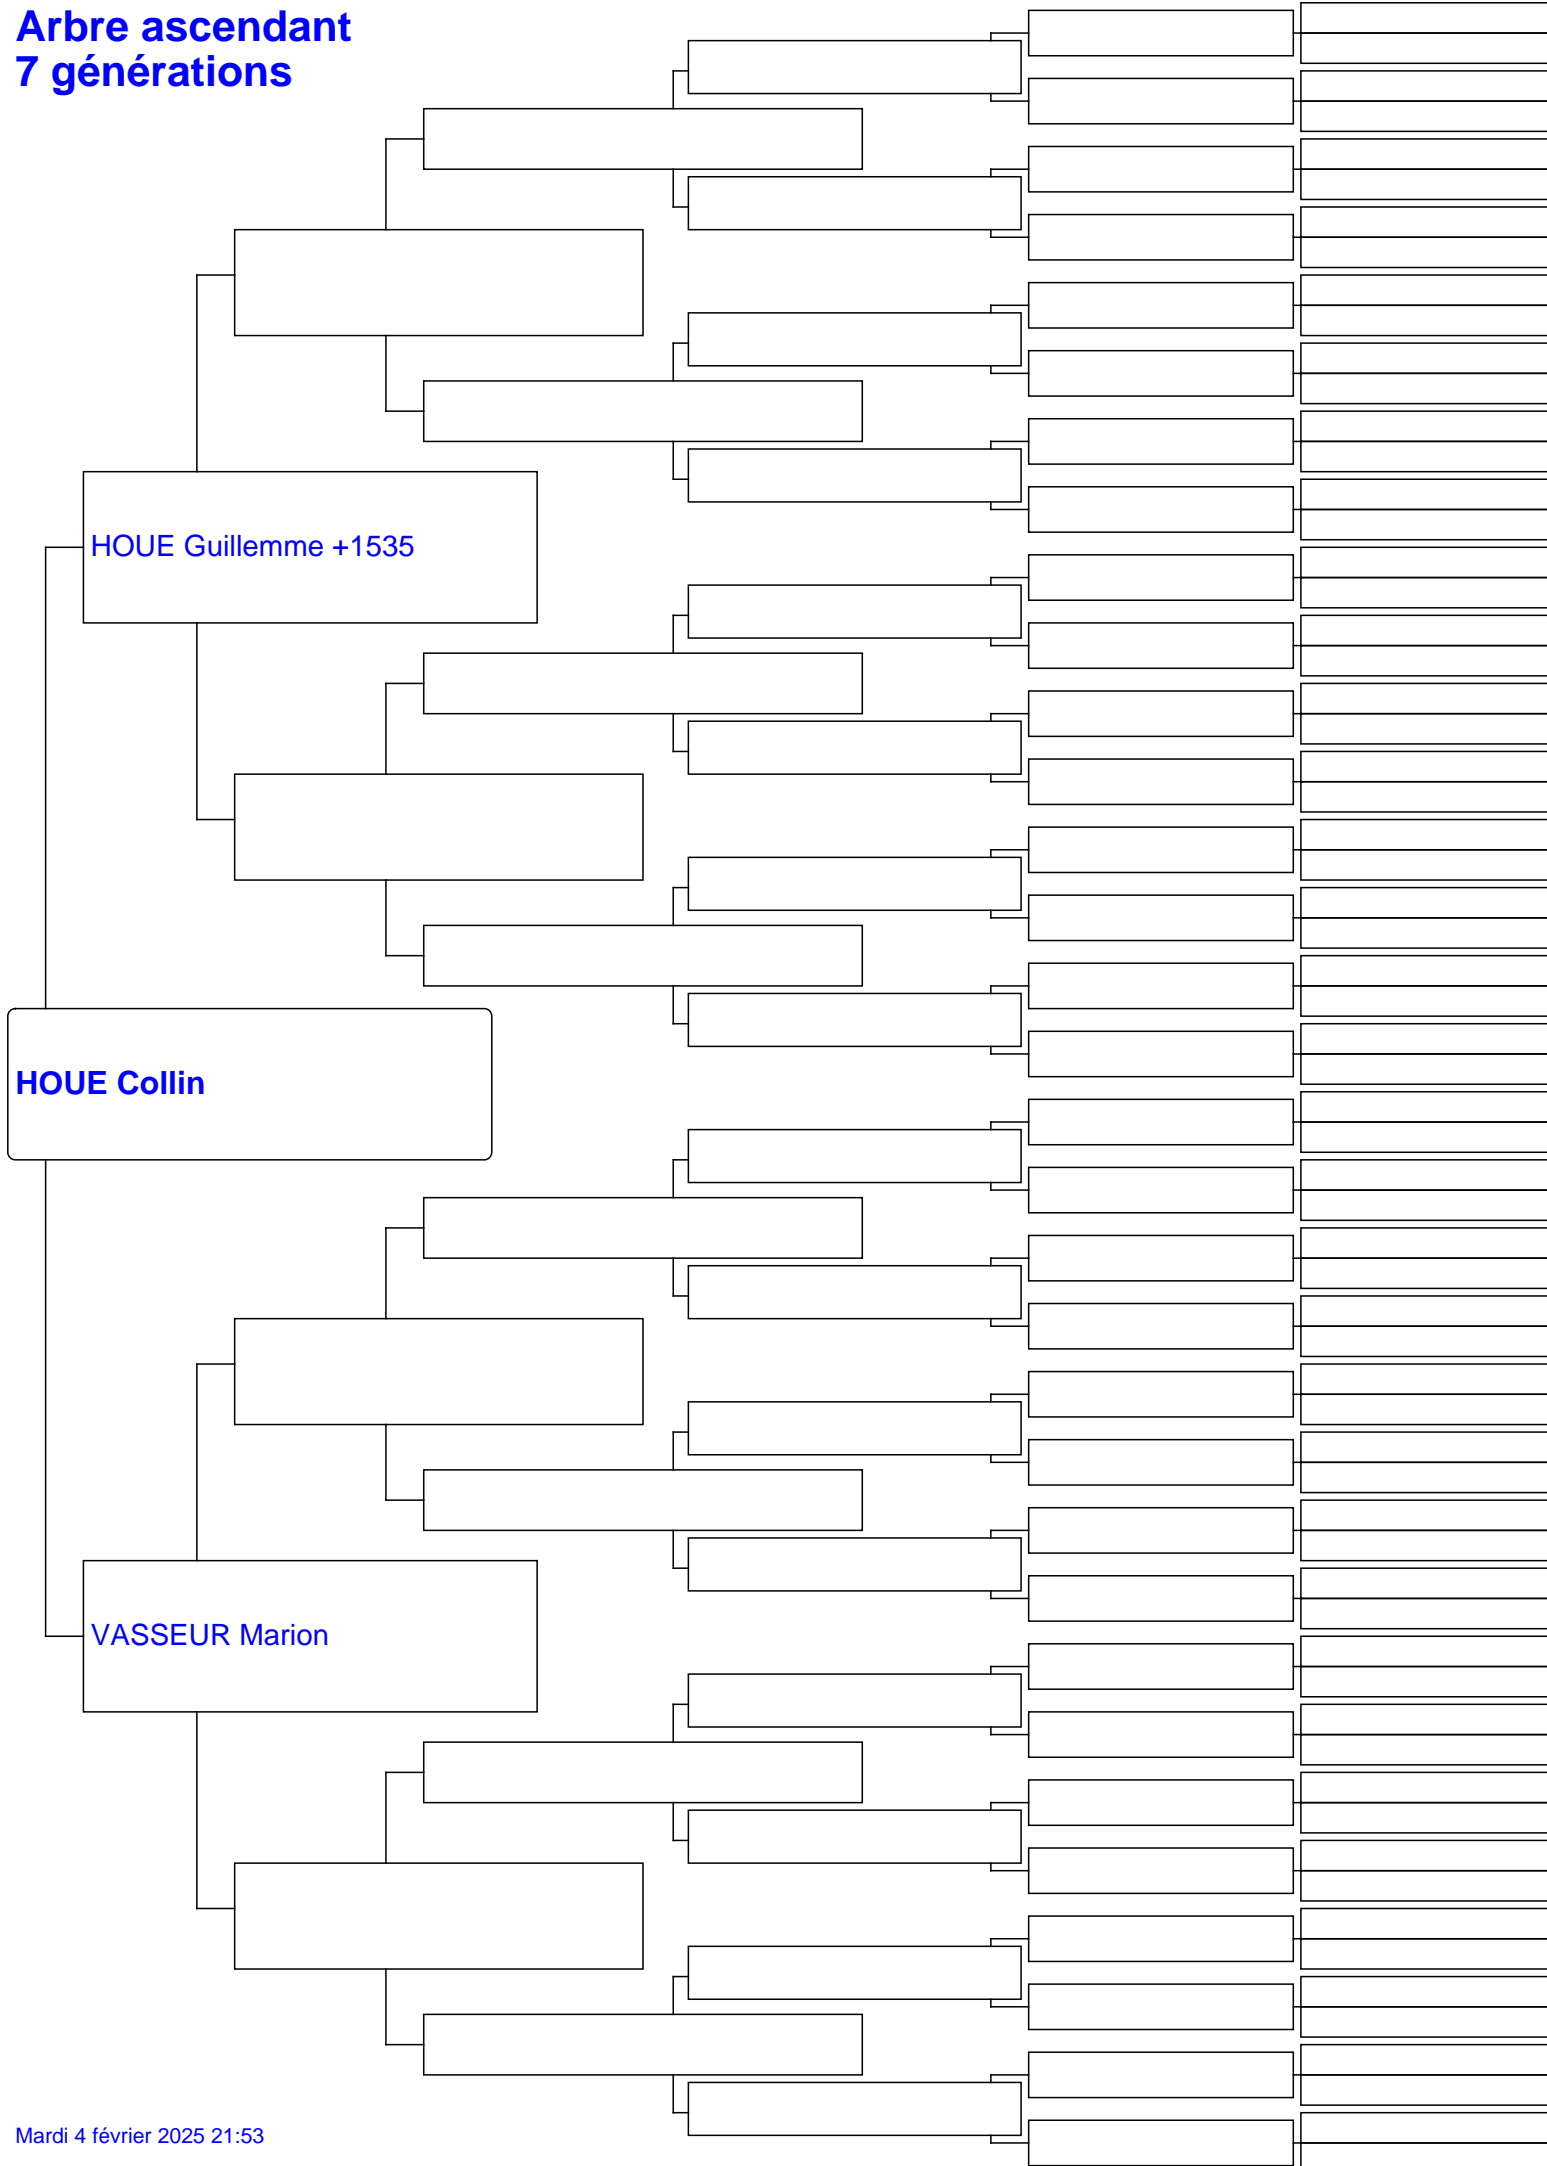 Arbre ascendant
7 générations
HOUE Guillemme +1535
HOUE Collin
VASSEUR Marion
Mardi 4 février 2025 21:53